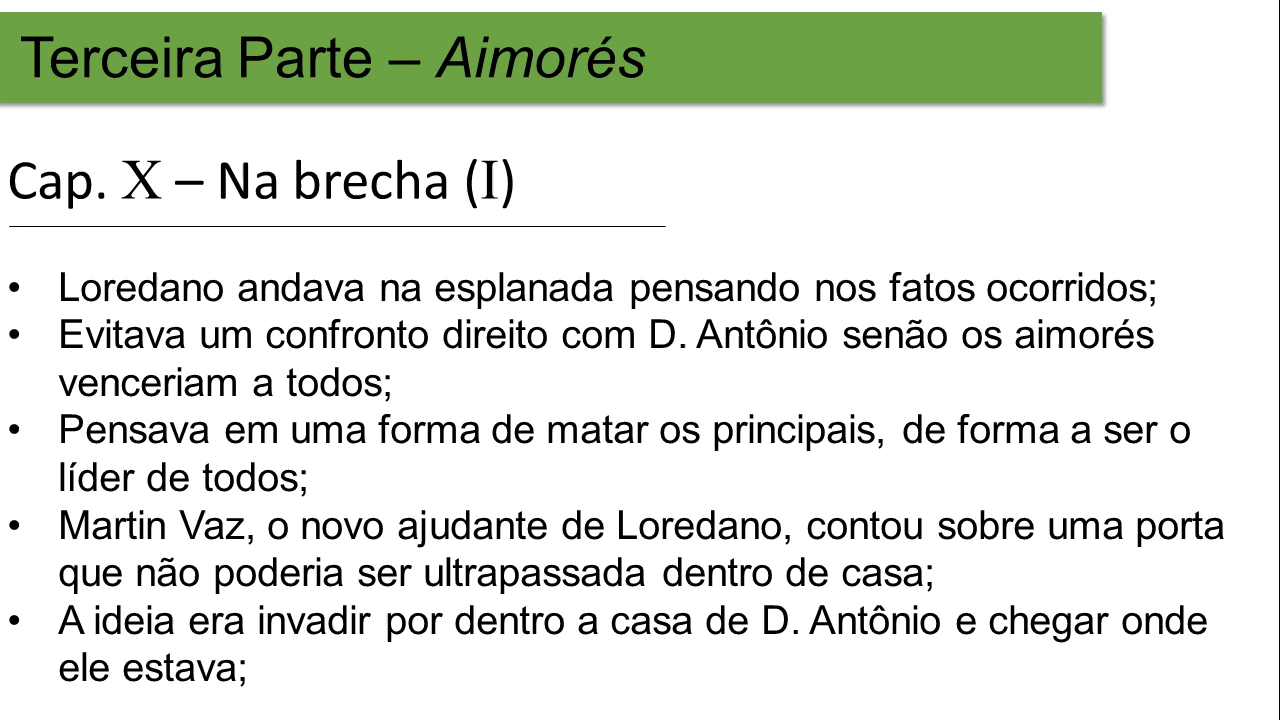 Terceira Parte – Aimorés
Cap. X – Na brecha (I)
• Loredano andava na esplanada pensando nos fatos ocorridos;
• Evitava um confronto direito com D. Antônio senão os aimorés
venceriam a todos;
• Pensava em uma forma de matar os principais, de forma a ser o
líder de todos;
• Martin Vaz, o novo ajudante de Loredano, contou sobre uma porta
que não poderia ser ultrapassada dentro de casa;
• A ideia era invadir por dentro a casa de D. Antônio e chegar onde
ele estava;